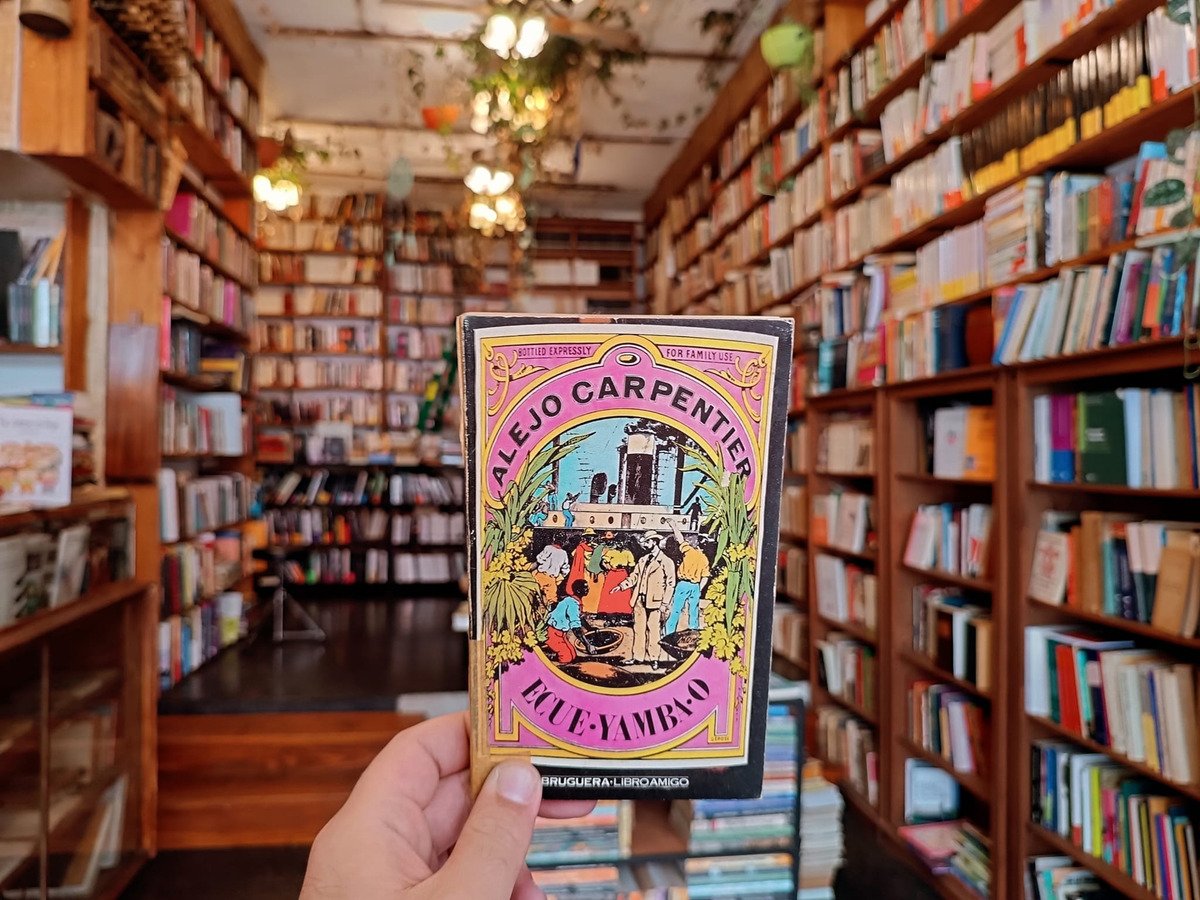 BOTTLED EXPRESSLY FOR FAMILY USE
ALEJO CARPENTIER
ECUE·YAMBA·O
BRUGUERA·LIBRO AMIGO